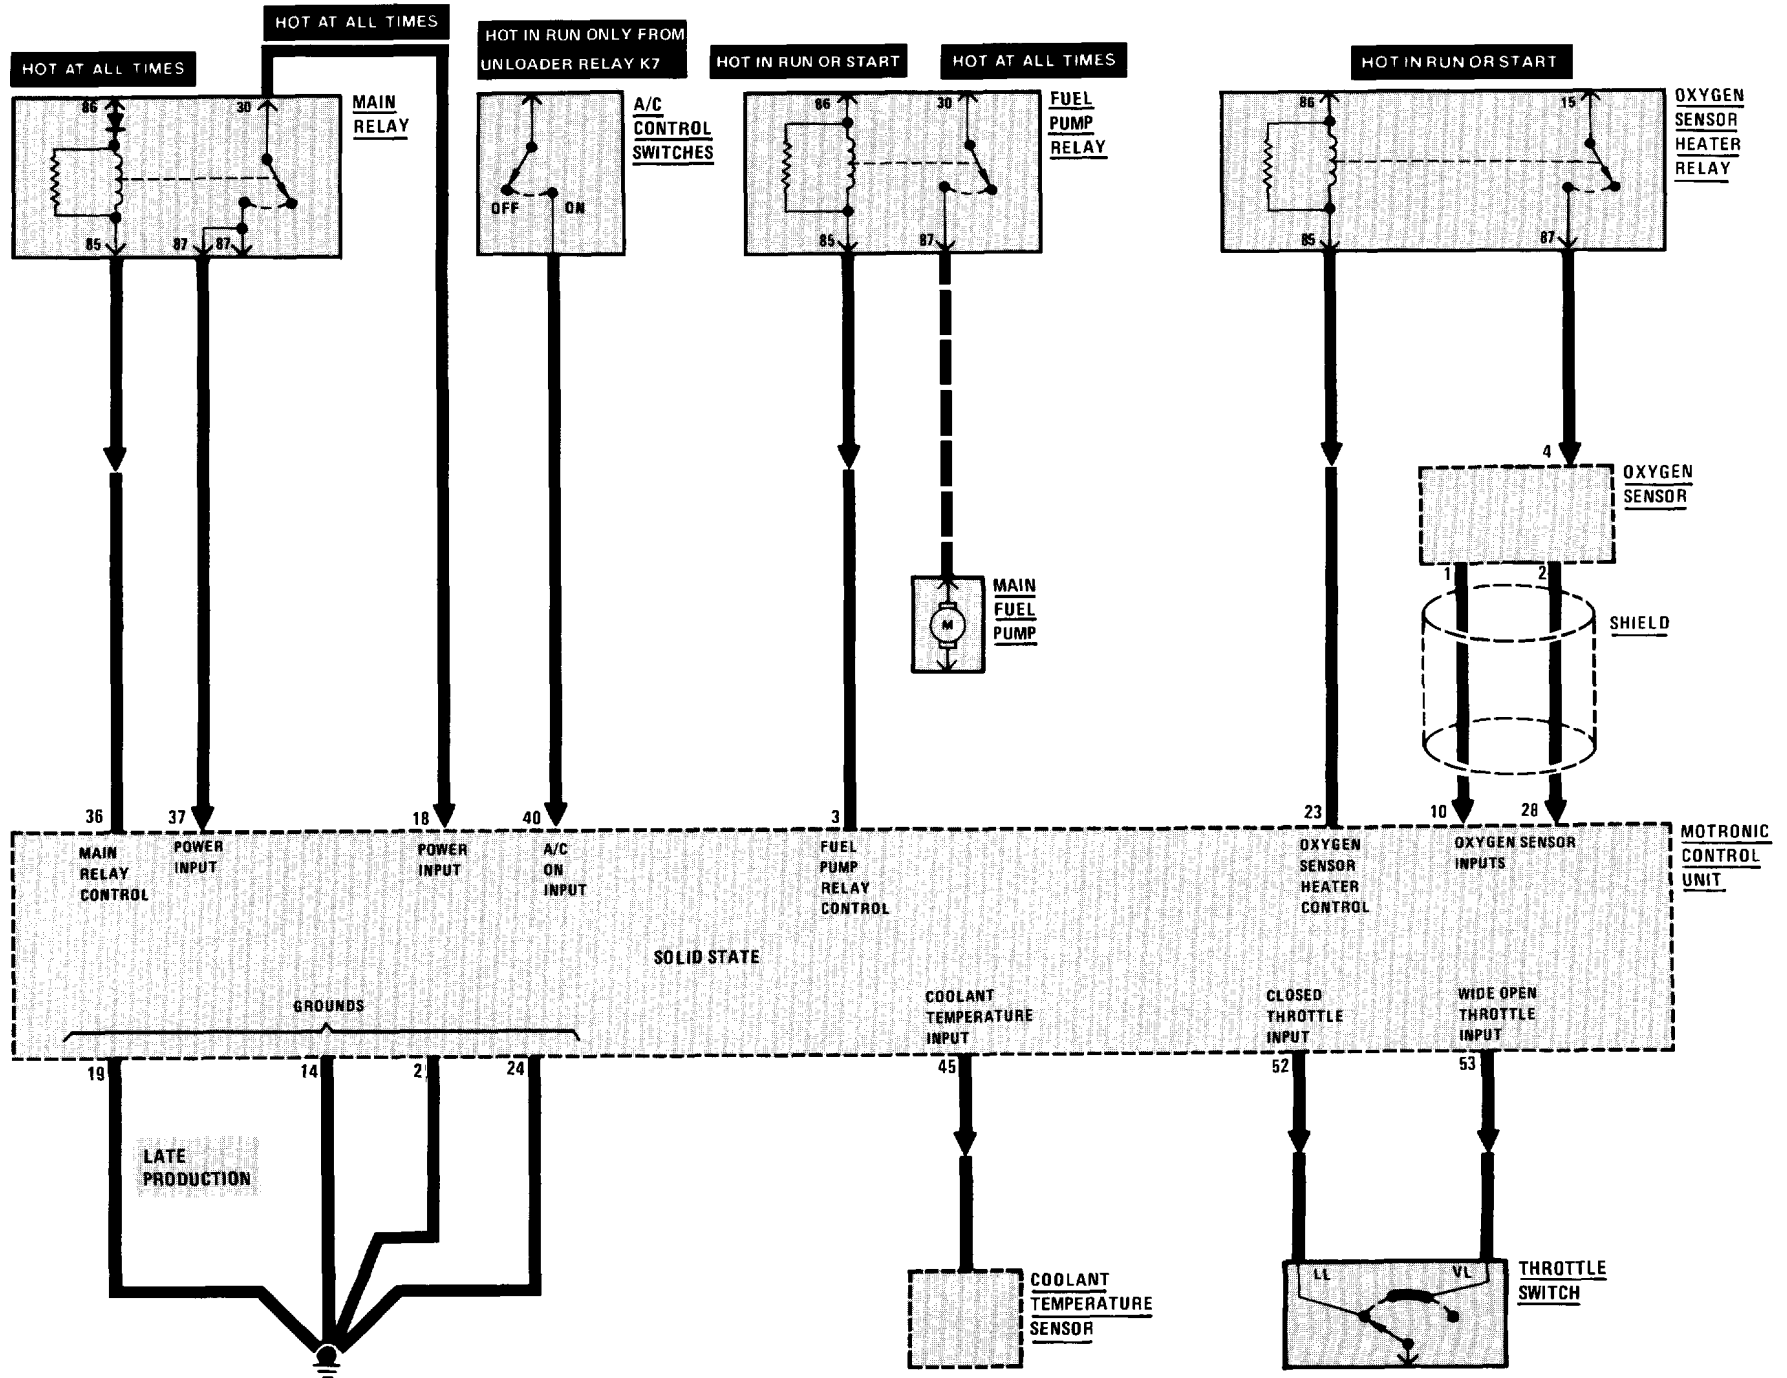 HOT AT ALL TIMES
HOT AT ALL TIMES
HOT IN RUN ONLY FROM
UNLOADER RELAY K7
HOT IN RUN OR START
HOT AT ALL TIMES
HOT IN RUN OR START
86
30
MAIN
RELAY
85
87
87
A/C
CONTROL
SWITCHES
OFF
ON
86
30
FUEL
PUMP
RELAY
85
87
86
15
OXYGEN
SENSOR
HEATER
RELAY
85
87
4
OXYGEN
SENSOR
1
2
SHIELD
MAIN
FUEL
PUMP
M
36
37
18
40
3
23
10
28
MAIN
RELAY
CONTROL
POWER
INPUT
POWER
INPUT
A/C
ON
INPUT
FUEL
PUMP
RELAY
CONTROL
OXYGEN
SENSOR
HEATER
CONTROL
OXYGEN SENSOR
INPUTS
MOTRONIC
CONTROL
UNIT
SOLID STATE
GROUNDS
COOLANT
TEMPERATURE
INPUT
CLOSED
THROTTLE
INPUT
WIDE OPEN
THROTTLE
INPUT
19
14
2
24
45
52
53
LATE
PRODUCTION
COOLANT
TEMPERATURE
SENSOR
LL
VL
THROTTLE
SWITCH